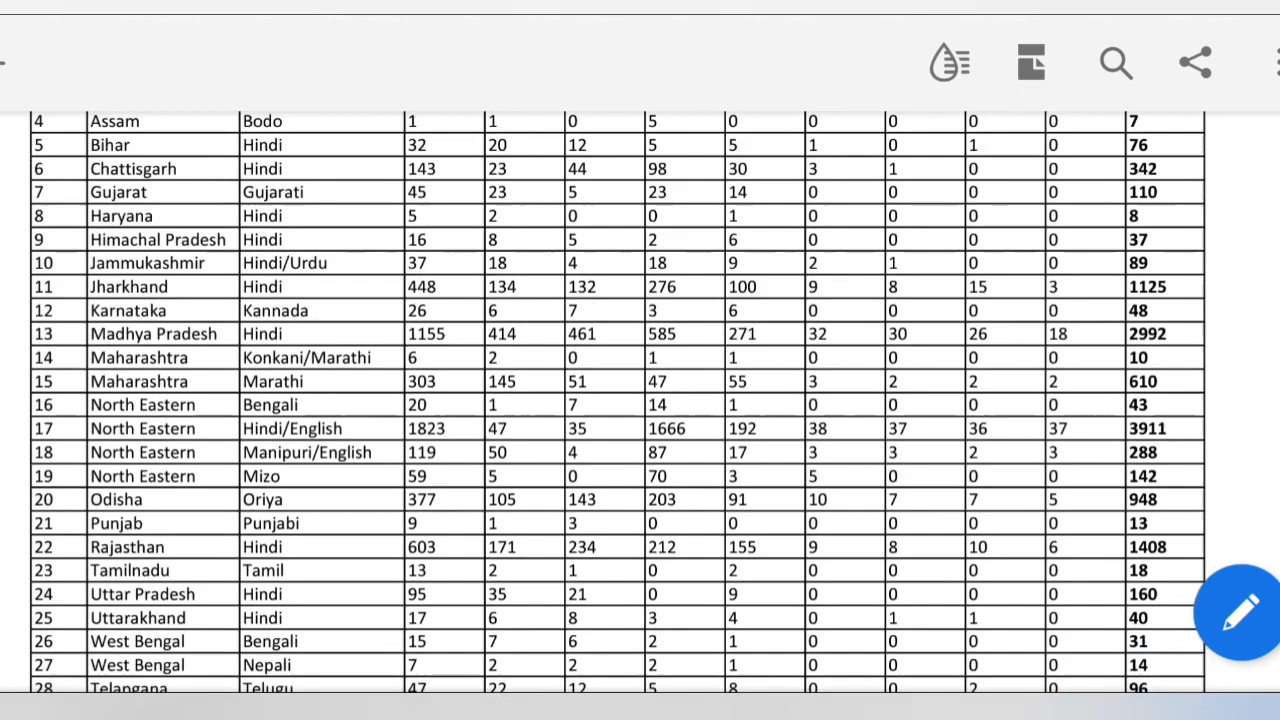 4 Assam Bodo 1 1 0 5 0 0 0 0 0 7
5 Bihar Hindi 32 20 12 5 5 1 0 1 0 76
6 Chattisgarh Hindi 143 23 44 98 30 3 1 0 0 342
7 Gujarat Gujarati 45 23 5 23 14 0 0 0 0 110
8 Haryana Hindi 5 2 0 0 1 0 0 0 0 8
9 Himachal Pradesh Hindi 16 8 5 2 6 0 0 0 0 37
10 Jammukashmir Hindi/Urdu 37 18 4 18 9 2 1 0 0 89
11 Jharkhand Hindi 448 134 132 276 100 9 8 15 3 1125
12 Karnataka Kannada 26 6 7 3 6 0 0 0 0 48
13 Madhya Pradesh Hindi 1155 414 461 585 271 32 30 26 18 2992
14 Maharashtra Konkani/Marathi 6 2 0 1 1 0 0 0 0 10
15 Maharashtra Marathi 303 145 51 47 55 3 2 2 2 610
16 North Eastern Bengali 20 1 7 14 1 0 0 0 0 43
17 North Eastern Hindi/English 1823 47 35 1666 192 38 37 36 37 3911
18 North Eastern Manipuri/English 119 50 4 87 17 3 3 2 3 288
19 North Eastern Mizo 59 5 0 70 3 5 0 0 0 142
20 Odisha Oriya 377 105 143 203 91 10 7 7 5 948
21 Punjab Punjabi 9 1 3 0 0 0 0 0 0 13
22 Rajasthan Hindi 603 171 234 212 155 9 8 10 6 1408
23 Tamilnadu Tamil 13 2 1 0 2 0 0 0 0 18
24 Uttar Pradesh Hindi 95 35 21 0 9 0 0 0 0 160
25 Uttarakhand Hindi 17 6 8 3 4 0 1 1 0 40
26 West Bengal Bengali 15 7 6 2 1 0 0 0 0 31
27 West Bengal Nepali 7 2 2 2 1 0 0 0 0 14
28 Telangana Telugu 47 22 12 5 8 0 0 2 0 96